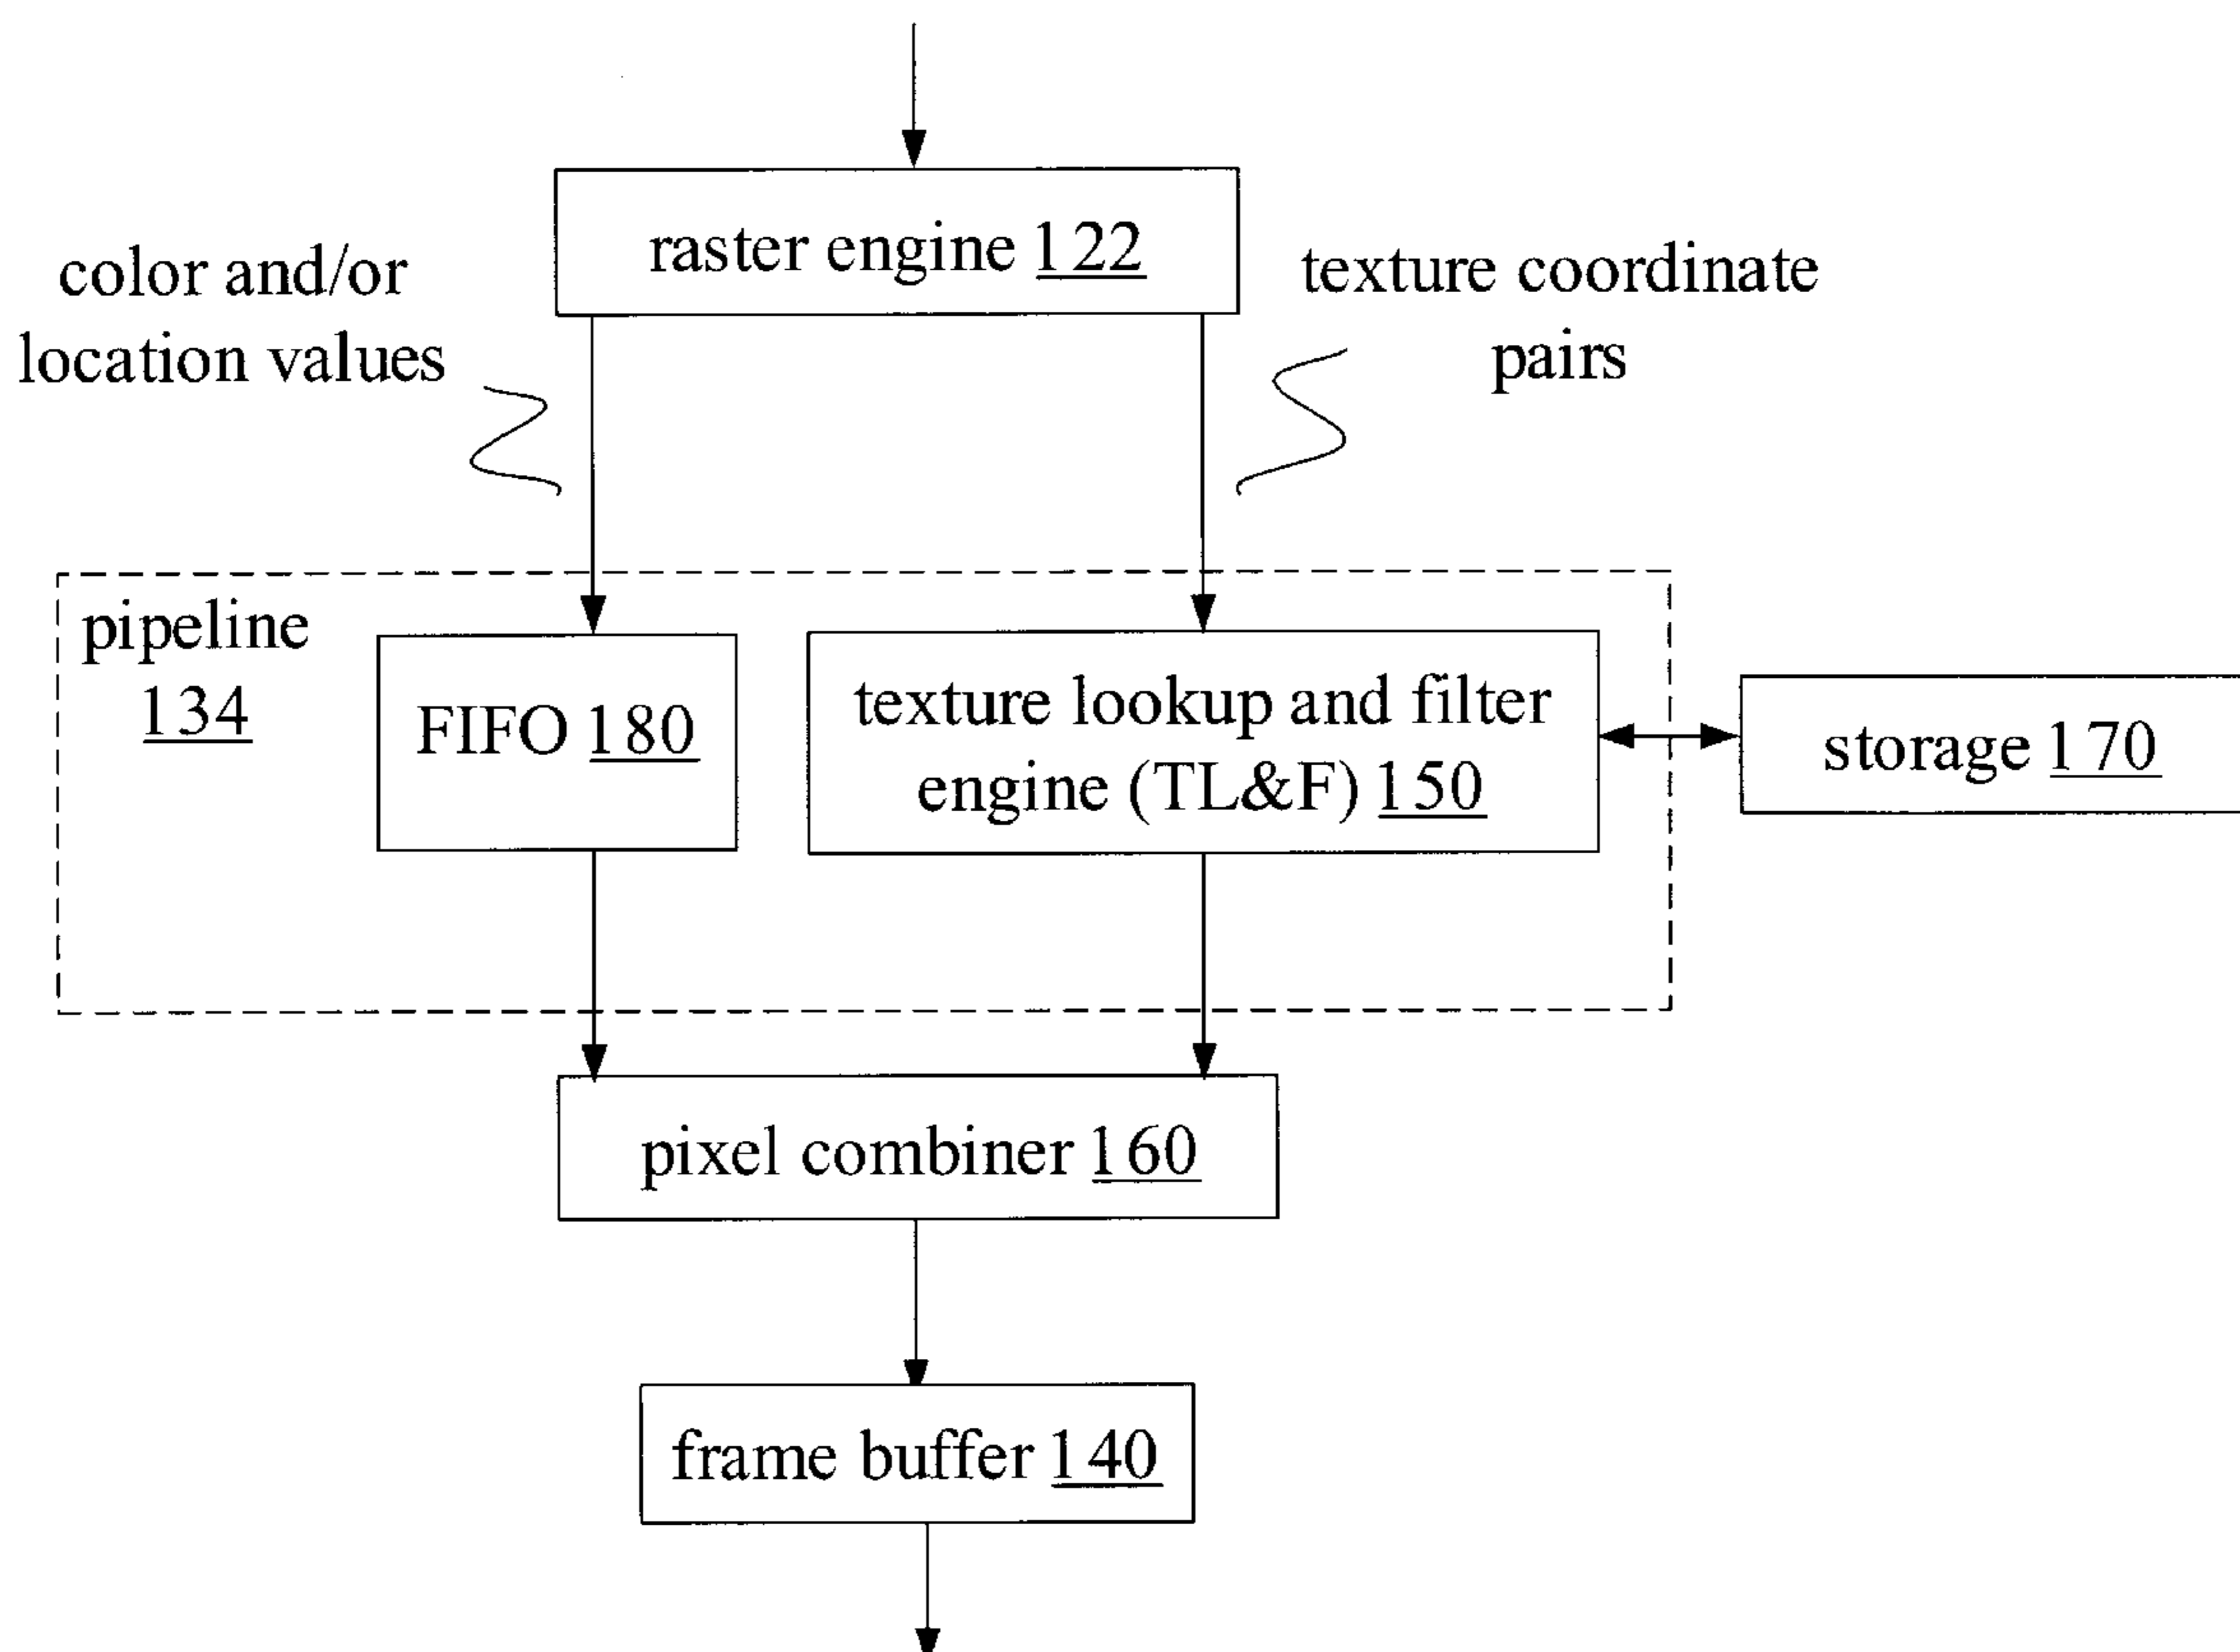 raster engine 122
color and/or
location values
texture coordinate
pairs
pipeline
134
FIFO 180
texture lookup and filter
engine (TL&F) 150
storage 170
pixel combiner 160
frame buffer 140